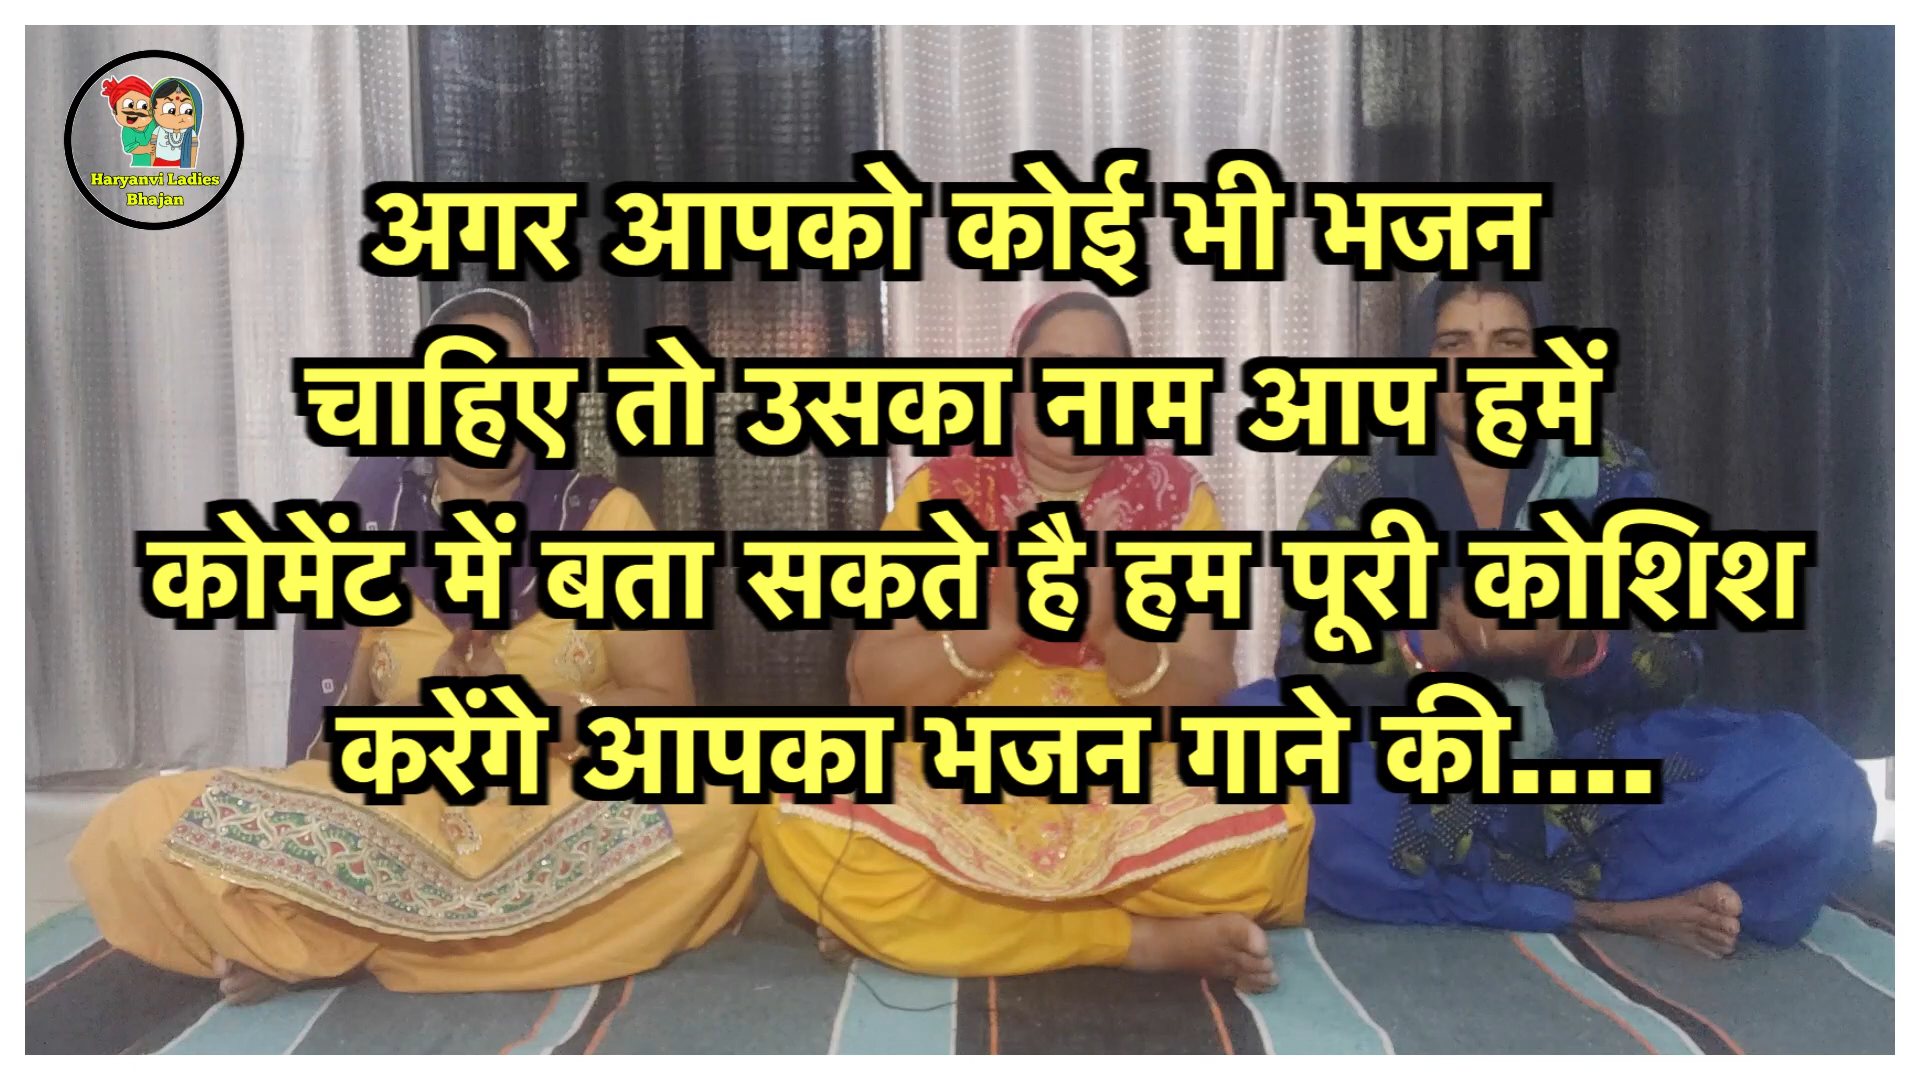 Haryanvi Ladies
Bhajan
अगर आपको कोई भी भजन
चाहिए तो उसका नाम आप हमें
कोमेंट में बता सकते है हम पूरी कोशिश
करेंगे आपका भजन गाने की....